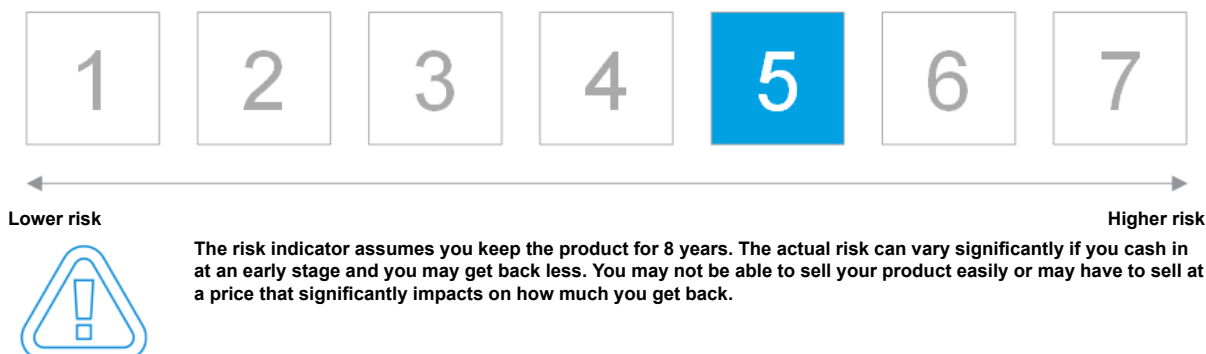 1 2 3 4 5 6 7
Lower risk Higher risk
The risk indicator assumes you keep the product for 8 years. The actual risk can vary significantly if you cash in
at an early stage and you may get back less. You may not be able to sell your product easily or may have to sell at
a price that significantly impacts on how much you get back.